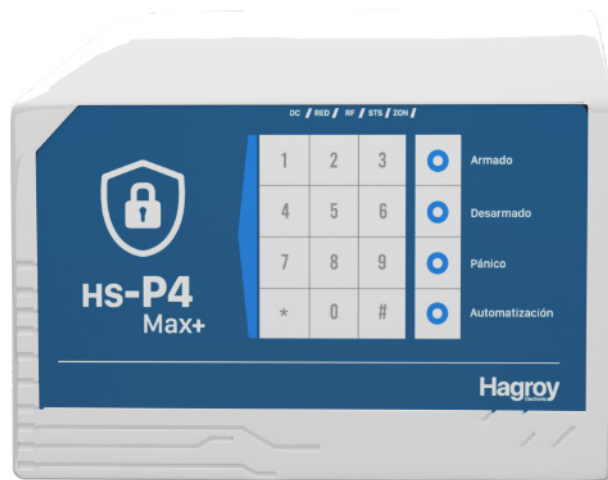 DC / RED / RF / STS / ZON /
1 2 3
Armado
4 5 6
Desarmado
7 8 9
Pánico
* 0 #
Automatización
HS-P4
Max+
Hagroy
Electronic